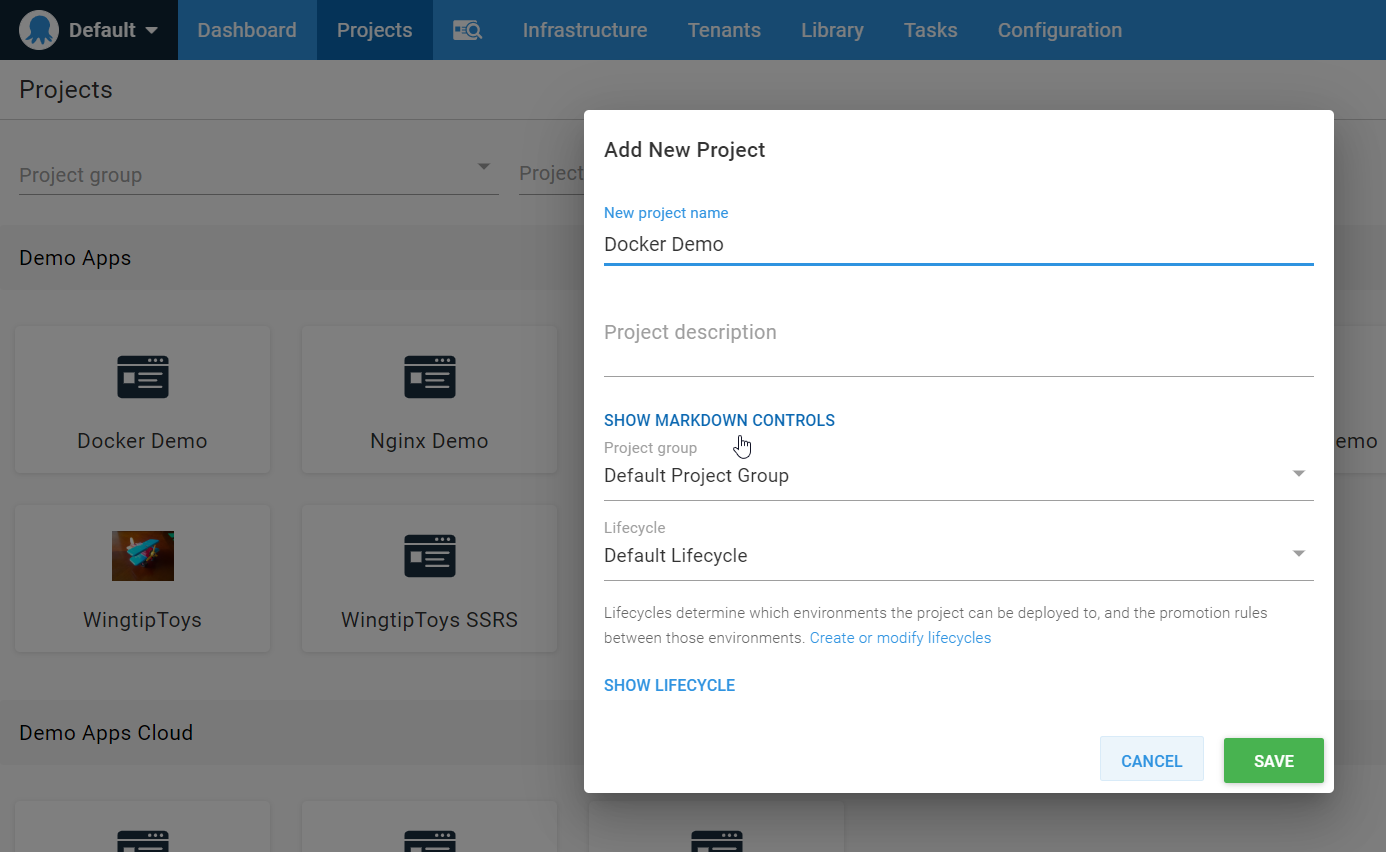 Default
Dashboard
Projects
Infrastructure
Tenants
Library
Tasks
Configuration
Projects
Project group
Project
Demo Apps
Docker Demo
Nginx Demo
emo
WingtipToys
WingtipToys SSRS
Demo Apps Cloud
Add New Project
New project name
Docker Demo
Project description
SHOW MARKDOWN CONTROLS
Project group
Default Project Group
Lifecycle
Default Lifecycle
Lifecycles determine which environments the project can be deployed to, and the promotion rules
between those environments. Create or modify lifecycles
SHOW LIFECYCLE
CANCEL
SAVE